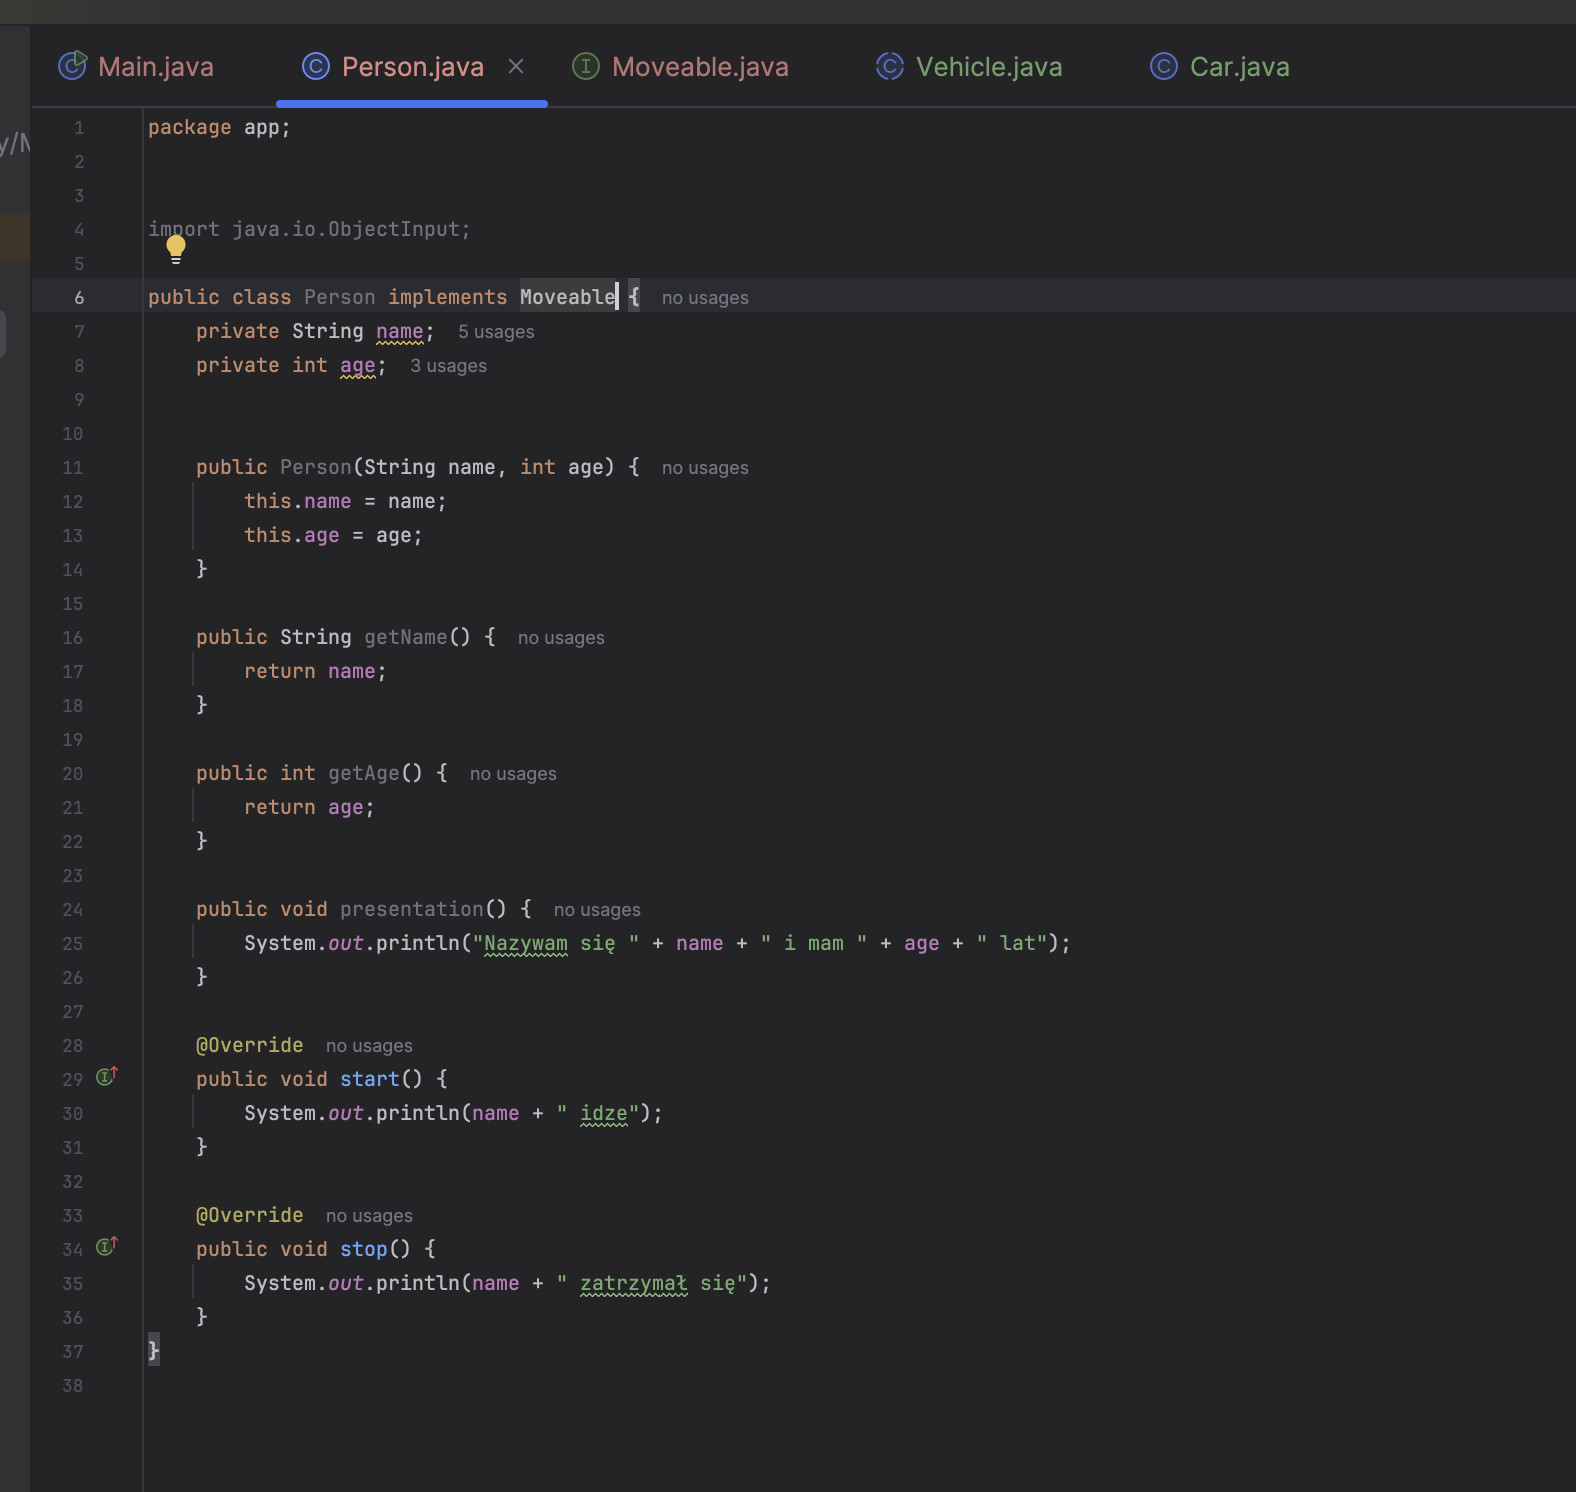 Main.java Person.java Moveable.java Vehicle.java Car.java
y/M
1 package app;
2
3
4 import java.io.ObjectInput;
5
6 public class Person implements Moveable { no usages
7 private String name; 5 usages
8 private int age; 3 usages
9
10
11 public Person(String name, int age) { no usages
12 this.name = name;
13 this.age = age;
14 }
15
16 public String getName() { no usages
17 return name;
18 }
19
20 public int getAge() { no usages
21 return age;
22 }
23
24 public void presentation() { no usages
25 System.out.println("Nazywam się " + name + " i mam " + age + " lat");
26 }
27
28 @Override no usages
29 public void start() {
30 System.out.println(name + " idze");
31 }
32
33 @Override no usages
34 public void stop() {
35 System.out.println(name + " zatrzymał się");
36 }
37 }
38